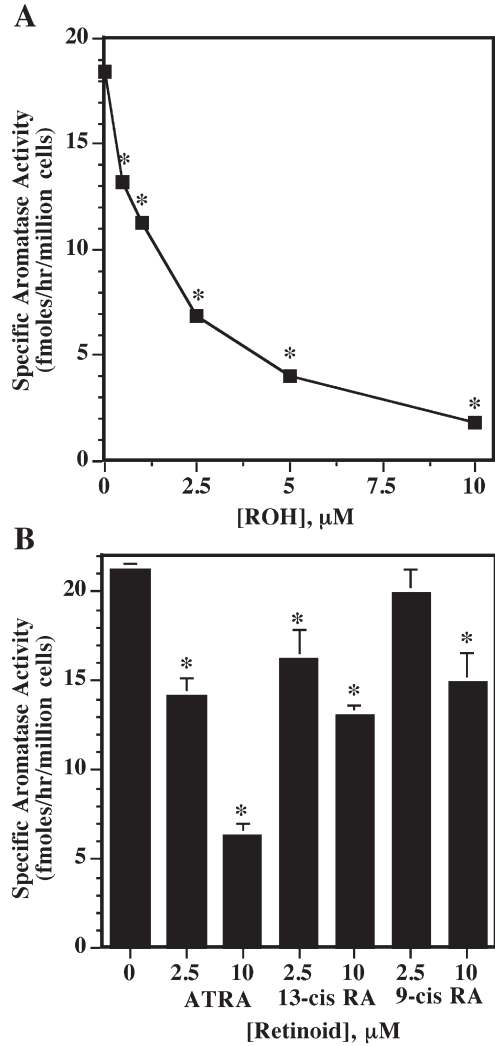 A
20
15
10
5
0
Specific Aromatase Activity
(fmoles/hr/million cells)
*
*
*
*
*
0 2.5 5 7.5 10
[ROH], μM
B
20
15
10
5
0
Specific Aromatase Activity
(fmoles/hr/million cells)
*
*
*
*
*
0 2.5 10 2.5 10 2.5 10
ATRA 13-cis RA 9-cis RA
[Retinoid], μM